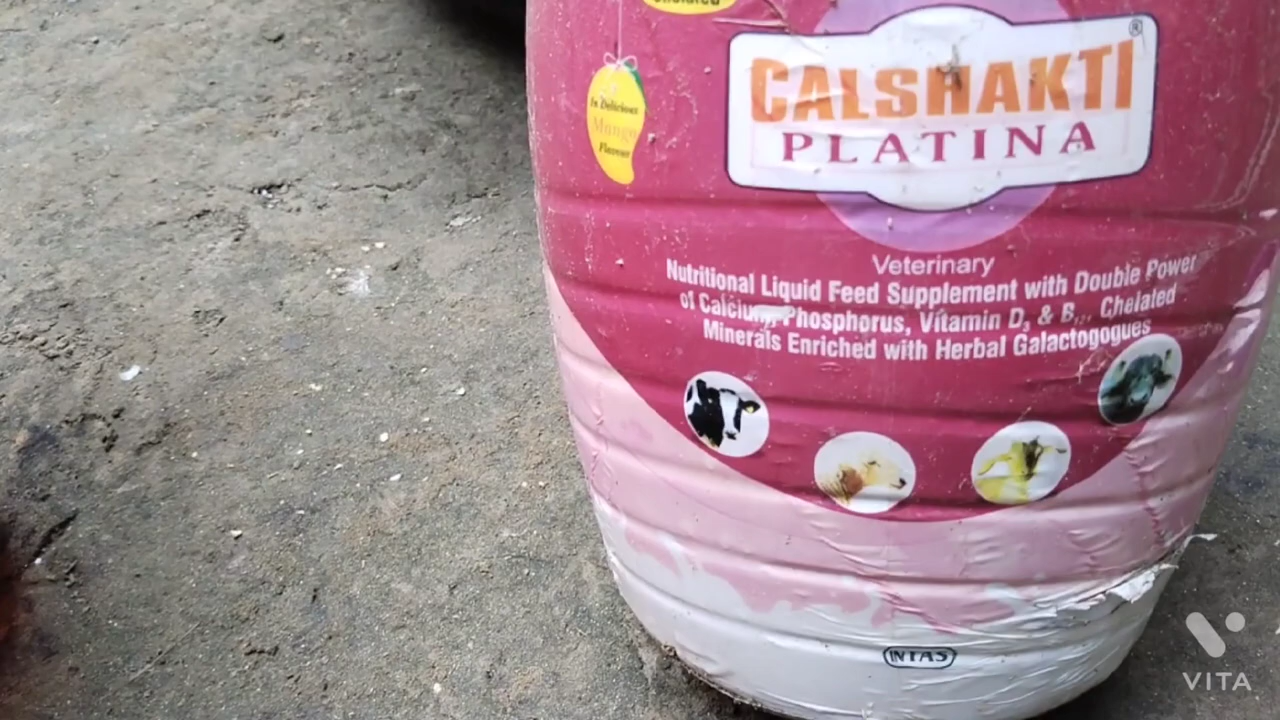 Chelated
CALSHAKTI®
PLATINA
In Delicious
Mango
Flavour
Veterinary
Nutritional Liquid Feed Supplement with Double Power
of Calcium, Phosphorus, Vitamin D₃ & B₁₂, Chelated
Minerals Enriched with Herbal Galactogogues
INTAS
VITA